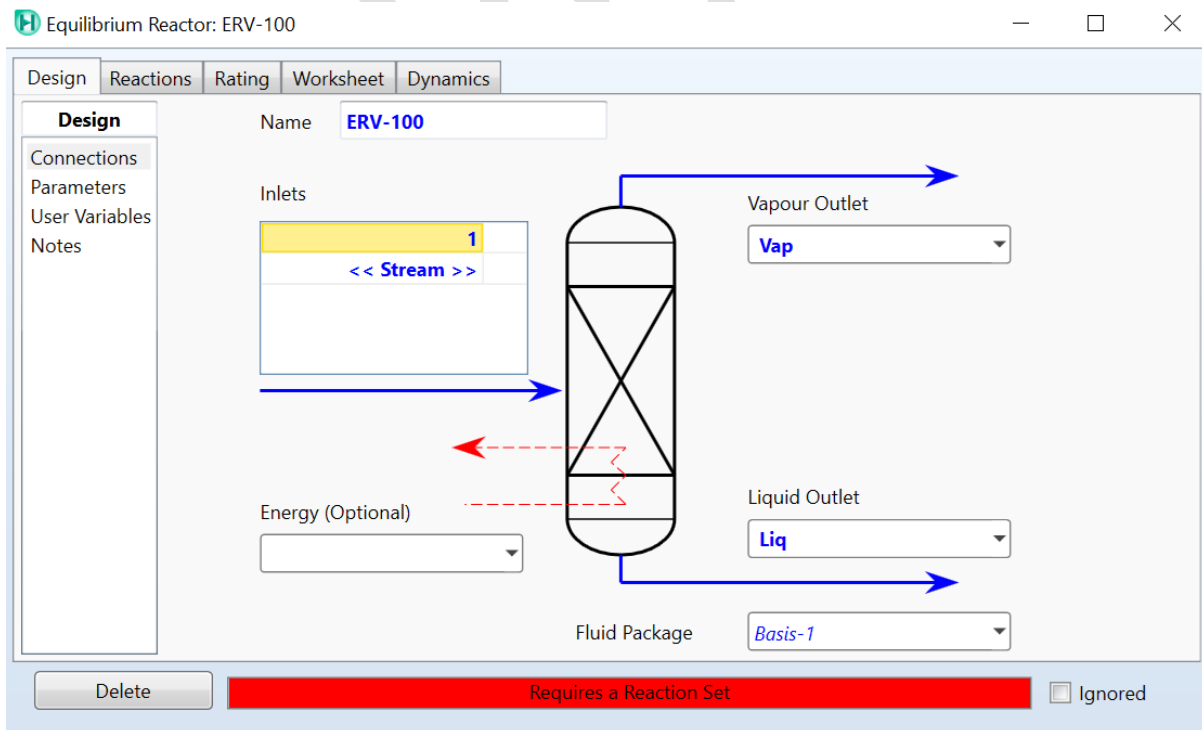 Equilibrium Reactor: ERV-100
Design Reactions Rating Worksheet Dynamics
Design
Connections
Parameters
User Variables
Notes
Name ERV-100
Inlets
1
<< Stream >>
Energy (Optional)
Vapour Outlet
Vap
Liquid Outlet
Liq
Fluid Package Basis-1
Delete Requires a Reaction Set Ignored